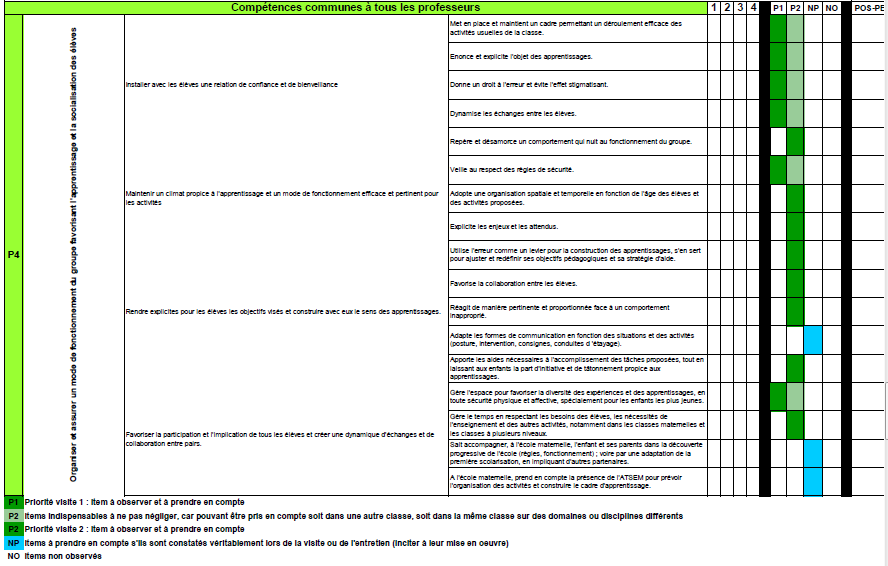 Compétences communes à tous les professeurs 1 2 3 4 P1 P2 NP NO POS-PE
P4
Organiser et assurer un mode de fonctionnement du groupe favorisant l'apprentissage et la socialisation des élèves
Installer avec les élèves une relation de confiance et de bienveillance
Maintenir un climat propice à l'apprentissage et un mode de fonctionnement efficace et pertinent pour
les activités
Rendre explicites pour les élèves les objectifs visés et construire avec eux le sens des apprentissages.
Favoriser la participation et l'implication de tous les élèves et créer une dynamique d'échanges et de
collaboration entre pairs.
Met en place et maintient un cadre permettant un déroulement efficace des
activités usuelles de la classe.
Enonce et explicite l'objet des apprentissages.
Donne un droit à l'erreur et évite l'effet stigmatisant.
Dynamise les échanges entre les élèves.
Repère et désamorce un comportement qui nuit au fonctionnement du groupe.
Veille au respect des règles de sécurité.
Adopte une organisation spatiale et temporelle en fonction de l'âge des élèves et
des activités proposées.
Explicite les enjeux et les attendus.
Utilise l'erreur comme un levier pour la construction des apprentissages, s'en sert
pour ajuster et redéfinir ses objectifs pédagogiques et sa stratégie d'aide.
Favorise la collaboration entre les élèves.
Réagit de manière pertinente et proportionnée face à un comportement
inapproprié.
Adapte les formes de communication en fonction des situations et des activités
(posture, intervention, consignes, conduites d 'étayage).
Apporte les aides nécessaires à l'accomplissement des tâches proposées, tout en
laissant aux enfants la part d'initiative et de tâtonnement propice aux
apprentissages.
Gère l'espace pour favoriser la diversité des expériences et des apprentissages, en
toute sécurité physique et affective, spécialement pour les enfants les plus jeunes.
Gère le temps en respectant les besoins des élèves, les nécessités de
l'enseignement et des autres activités, notamment dans les classes maternelles et
les classes à plusieurs niveaux.
Sait accompagner, à l'école maternelle, l'enfant et ses parents dans la découverte
progressive de l'école (règles, fonctionnement) ; voire par une adaptation de la
première scolarisation, en impliquant d'autres partenaires.
A l'école maternelle, prend en compte la présence de l'ATSEM pour prévoir
l'organisation des activités et construire le cadre d'apprentissage.
P1 Priorité visite 1 : Item à observer et à prendre en compte
P2 Items indispensables à ne pas négliger, car pouvant être pris en compte soit dans une autre classe, soit dans la même classe sur des domaines ou disciplines différents
P2 Priorité visite 2 : Item à observer et à prendre en compte
NP Items à prendre en compte s'ils sont constatés véritablement lors de la visite ou de l'entretien (inciter à leur mise en oeuvre)
NO Items non observés